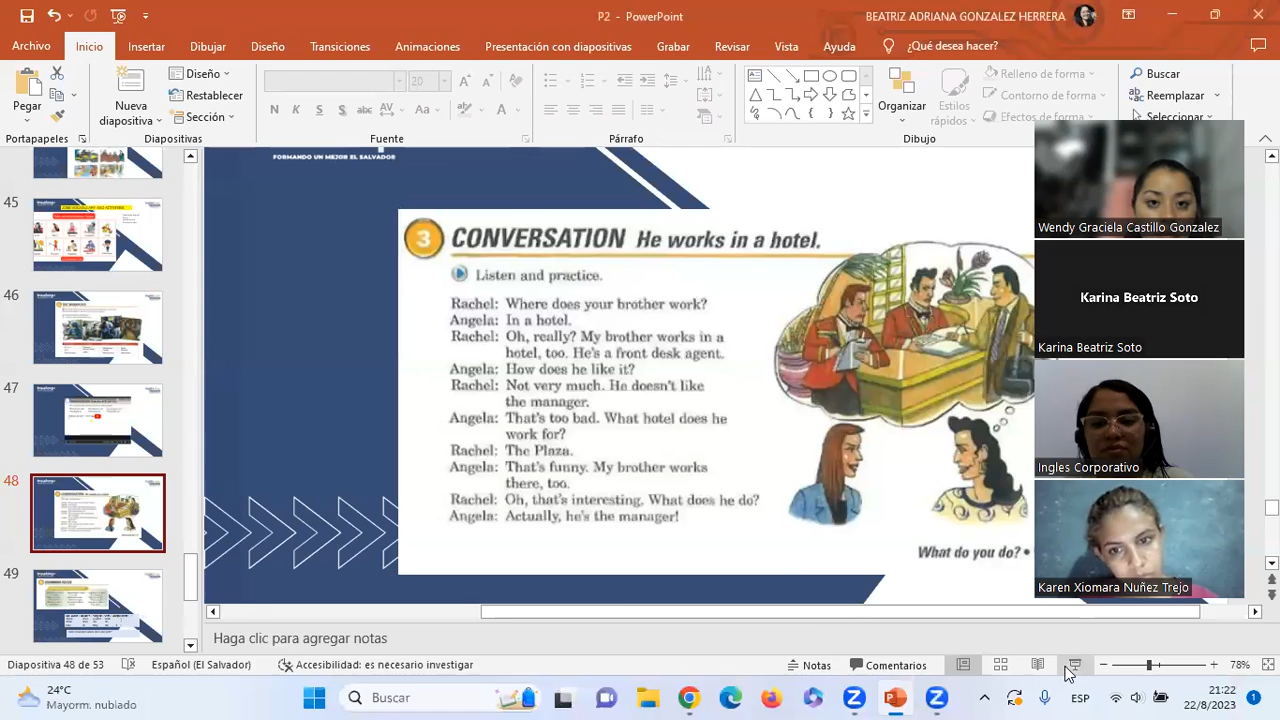 P2 - PowerPoint
BEATRIZ ADRIANA GONZALEZ HERRERA
Archivo Inicio Insertar Dibujar Diseño Transiciones Animaciones Presentación con diapositivas Grabar Revisar Vista Ayuda ¿Qué desea hacer?
Pegar
Portapapeles
Nueva diapositiva
Diseño
Restablecer
Sección
Diapositivas
20
N K S S abc AV Aa A
Fuente
Párrafo
Organizar
Estilos rápidos
Relleno de forma
Contorno de forma
Efectos de forma
Dibujo
Buscar
Reemplazar
Seleccionar
45
46
47
48
49
FORMANDO UN MEJOR EL SALVADOR
3 CONVERSATION He works in a hotel.
Listen and practice.
Rachel: Where does your brother work?
Angela: In a hotel.
Rachel: Oh, really? My brother works in a
hotel, too. He's a front desk agent.
Angela: How does he like it?
Rachel: Not very much. He doesn't like
the manager.
Angela: That's too bad. What hotel does he
work for?
Rachel: The Plaza.
Angela: That's funny. My brother works
there, too.
Rachel: Oh, that's interesting. What does he do?
Angela: Actually, he's the manager!
What do you do? •
Wendy Graciela Castillo Gonzalez
Karina Beatriz Soto
Karina Beatriz Soto
Ingles Corporativo
Karen Xiomara Nuñez Trejo
Haga clic para agregar notas
Diapositiva 48 de 53 Español (El Salvador) Accesibilidad: es necesario investigar Notas Comentarios 78%
24°C
Mayorm. nublado
Buscar
ESP
21:22
22/8/2023
1